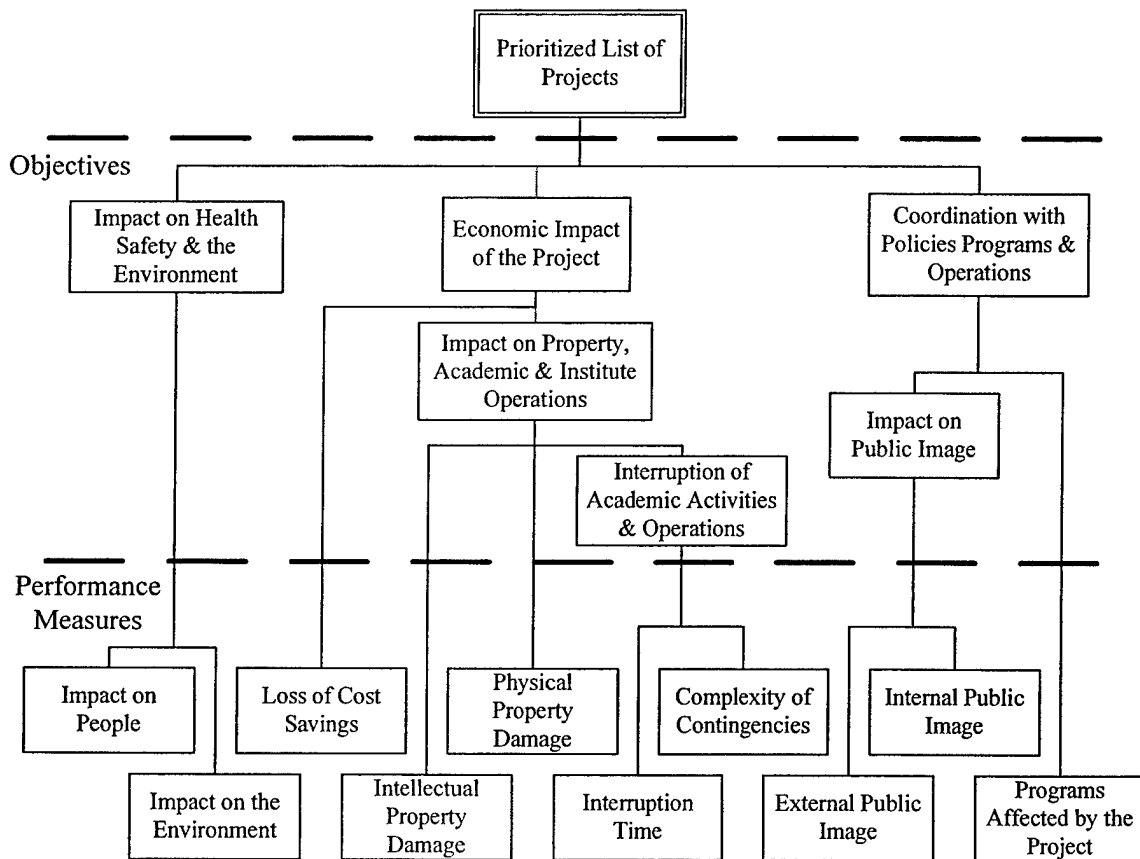 Prioritized List of
Projects
Objectives
Impact on Health
Safety & the
Environment
Economic Impact
of the Project
Coordination with
Policies Programs &
Operations
Impact on Property,
Academic & Institute
Operations
Impact on
Public Image
Interruption of
Academic Activities
& Operations
Performance
Measures
Impact on
People
Loss of Cost
Savings
Physical
Property
Damage
Complexity of
Contingencies
Internal Public
Image
Impact on the
Environment
Intellectual
Property
Damage
Interruption
Time
External Public
Image
Programs
Affected by the
Project